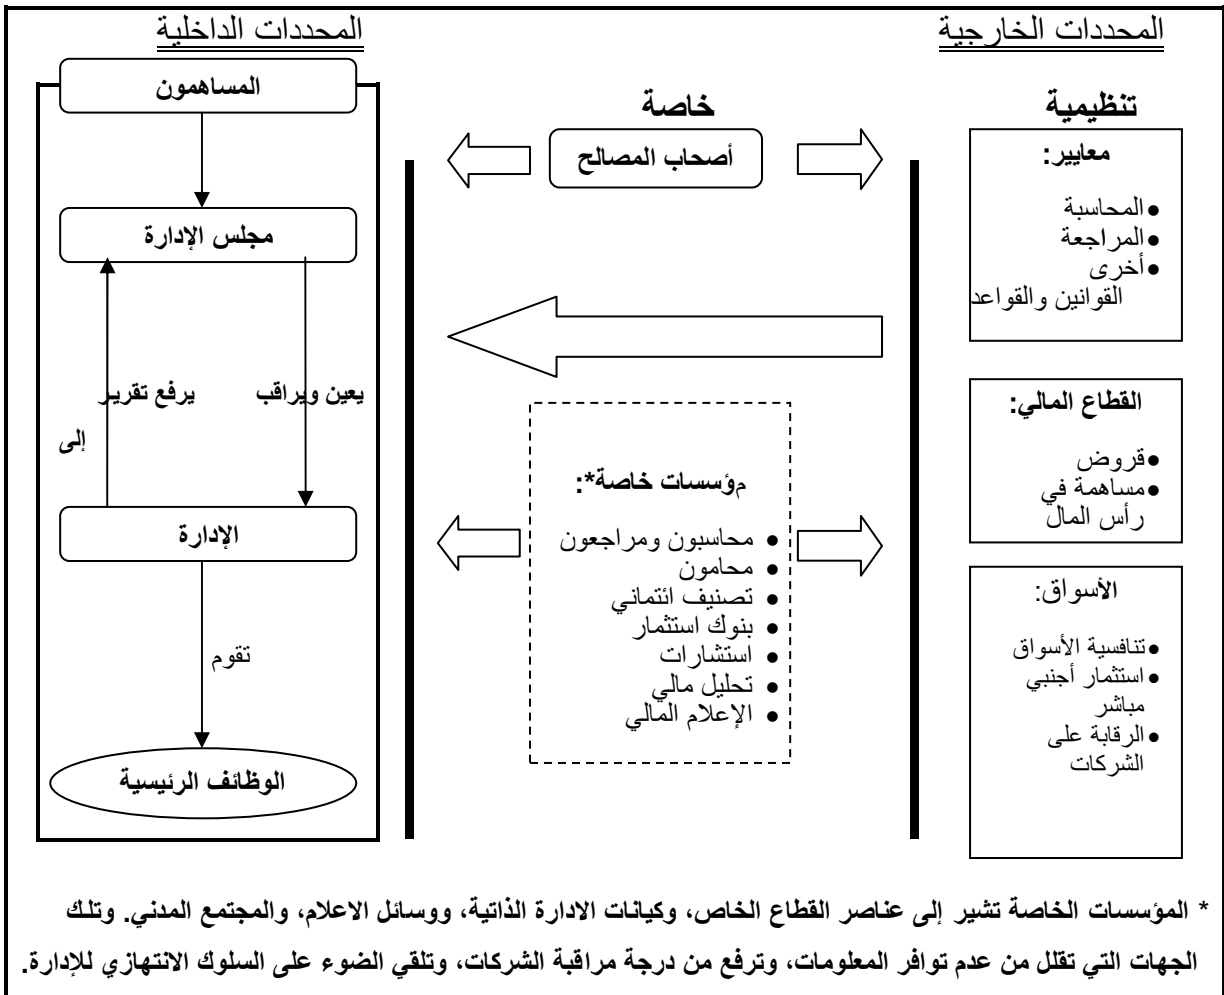 المحددات الخارجية
المحددات الداخلية
تنظيمية
معايير:
●المحاسبة
●المراجعة
●أخرى
القوانين والقواعد
القطاع المالي:
●قروض
●مساهمة في
رأس المال
الأسواق:
●تنافسية الأسواق
●استثمار أجنبي
مباشر
●الرقابة على
الشركات
خاصة
أصحاب المصالح
مؤسسات خاصة*:
● محاسبون ومراجعون
● محامون
● تصنيف ائتماني
● بنوك استثمار
● استشارات
● تحليل مالي
● الإعلام المالي
المساهمون
مجلس الإدارة
يعين ويراقب
يرفع تقرير
إلى
الإدارة
تقوم
الوظائف الرئيسية
* المؤسسات الخاصة تشير إلى عناصر القطاع الخاص، وكيانات الادارة الذاتية، ووسائل الاعلام، والمجتمع المدني. وتلك
الجهات التي تقلل من عدم توافر المعلومات، وترفع من درجة مراقبة الشركات، وتلقي الضوء على السلوك الانتهازي للإدارة.